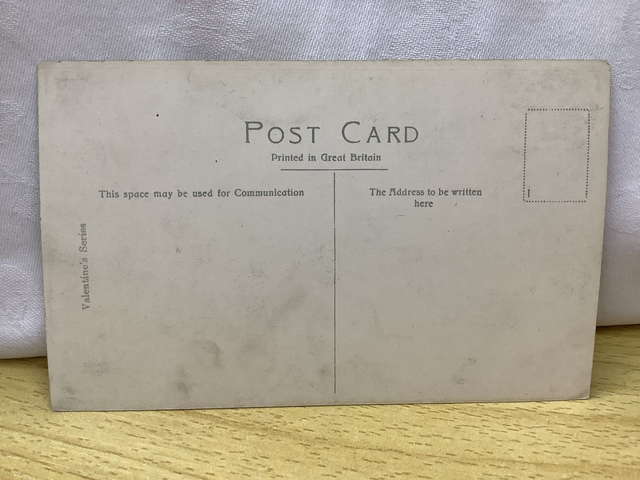 POST CARD
Printed in Great Britain
This space may be used for Communication
The Address to be written
here
Valentine's Series